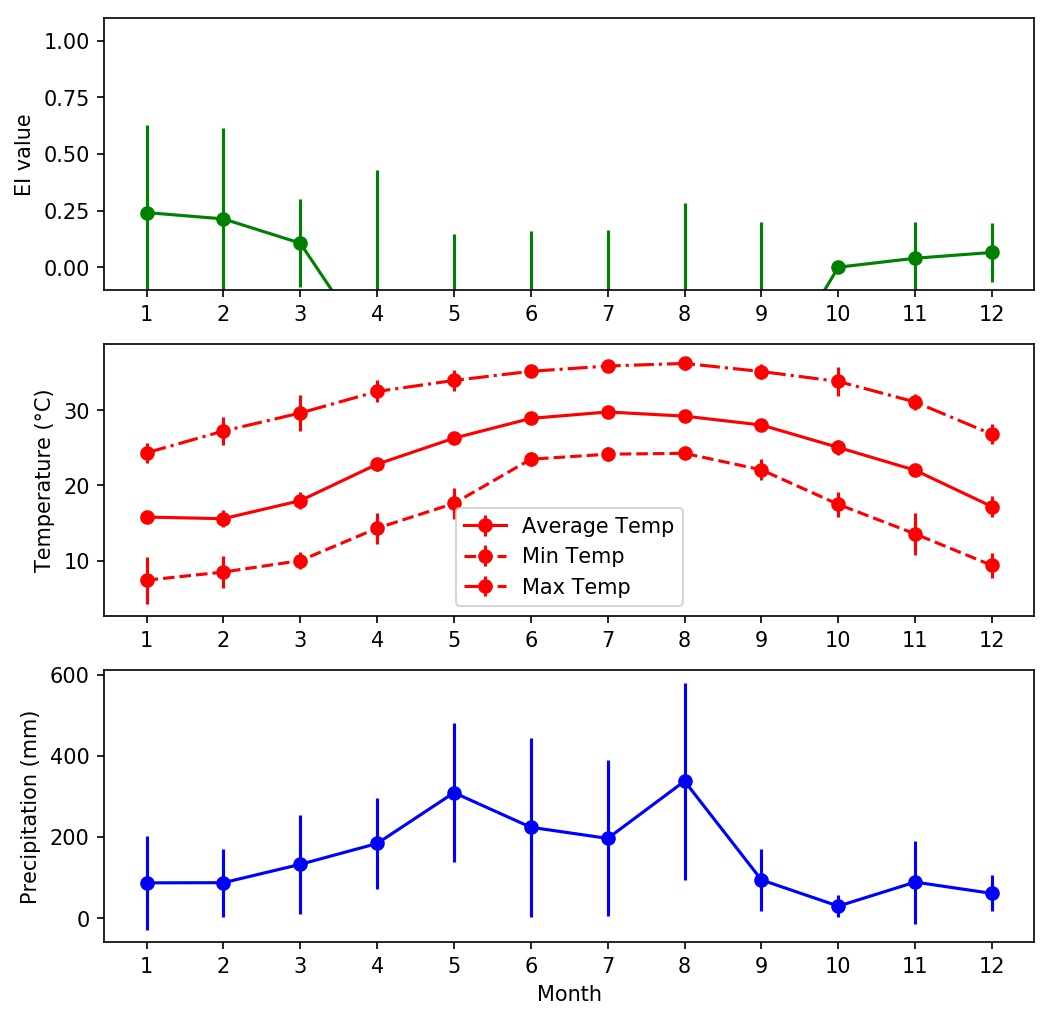 1.00
0.75
0.50
0.25
0.00
EI value
1 2 3 4 5 6 7 8 9 10 11 12
30
20
10
Temperature (°C)
Average Temp
Min Temp
Max Temp
1 2 3 4 5 6 7 8 9 10 11 12
600
400
200
0
Precipitation (mm)
1 2 3 4 5 6 7 8 9 10 11 12
Month